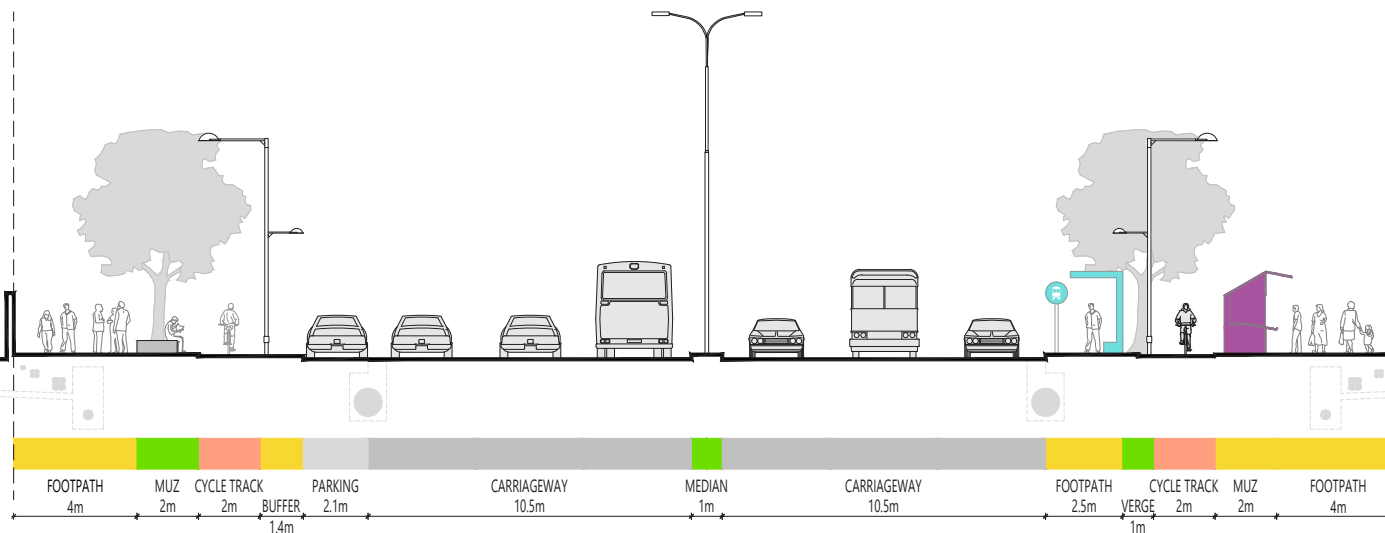 FOOTPATH
4m
MUZ
2m
CYCLE TRACK
2m
BUFFER
1.4m
PARKING
2.1m
CARRIAGEWAY
10.5m
MEDIAN
1m
CARRIAGEWAY
10.5m
FOOTPATH
2.5m
VERGE
1m
CYCLE TRACK
2m
MUZ
2m
FOOTPATH
4m